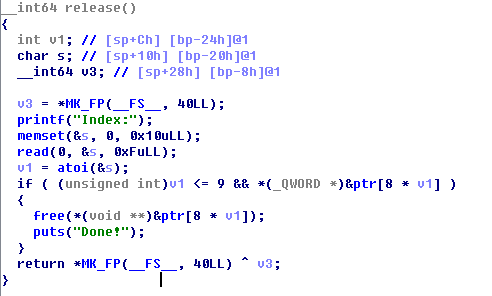 __int64 release()
{
  int v1; // [sp+Ch] [bp-24h]@1
  char s; // [sp+10h] [bp-20h]@1
  __int64 v3; // [sp+28h] [bp-8h]@1

  v3 = *MK_FP(__FS__, 40LL);
  printf("Index:");
  memset(&s, 0, 0x10uLL);
  read(0, &s, 0xFuLL);
  v1 = atoi(&s);
  if ( (unsigned int)v1 <= 9 && *(_QWORD *)&ptr[8 * v1] )
  {
    free(*(void **)&ptr[8 * v1]);
    puts("Done!");
  }
  return *MK_FP(__FS__, 40LL) ^ v3;
}